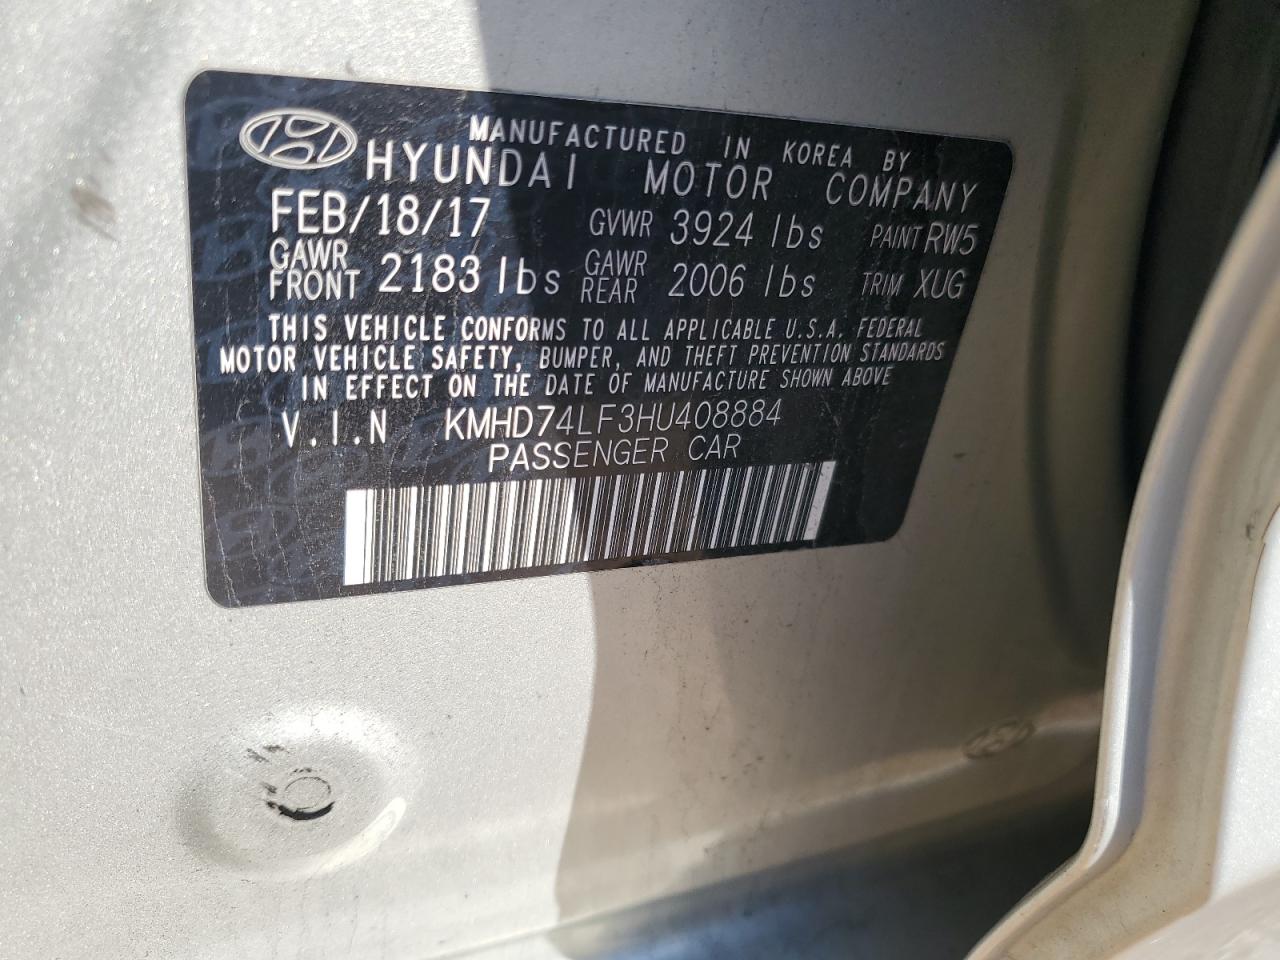 MANUFACTURED IN KOREA BY
HYUNDAI MOTOR COMPANY
FEB/18/17 GVWR 3924 lbs PAINT RW5
GAWR FRONT 2183 lbs GAWR REAR 2006 lbs TRIM XUG
THIS VEHICLE CONFORMS TO ALL APPLICABLE U.S.A. FEDERAL
MOTOR VEHICLE SAFETY, BUMPER, AND THEFT PREVENTION STANDARDS
IN EFFECT ON THE DATE OF MANUFACTURE SHOWN ABOVE
V.I.N KMHD74LF3HU408884
PASSENGER CAR